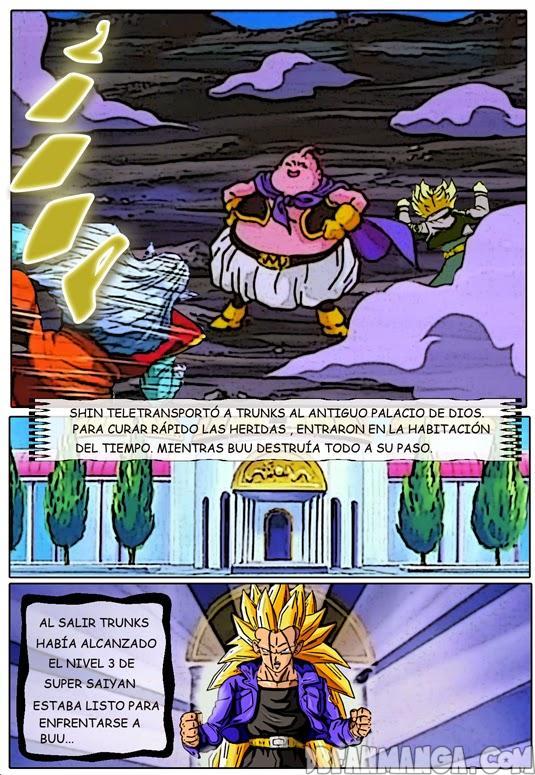 SHIN TELETRANSPORTÓ A TRUNKS AL ANTIGUO PALACIO DE DIOS.
PARA CURAR RÁPIDO LAS HERIDAS , ENTRARON EN LA HABITACIÓN
DEL TIEMPO. MIENTRAS BUU DESTRUÍA TODO A SU PASO.
AL SALIR TRUNKS
HABÍA ALCANZADO
EL NIVEL 3 DE
SUPER SAIYAN
ESTABA LISTO PARA
ENFRENTARSE A
BUU...
M
SUBMANGA.COM